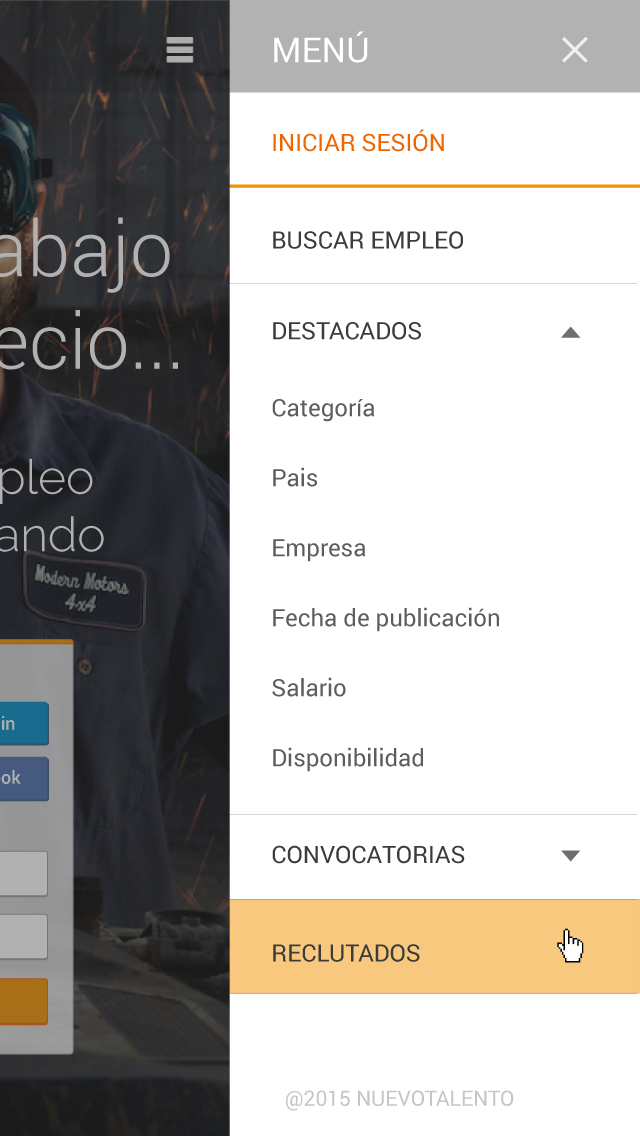 MENÚ
INICIAR SESIÓN
BUSCAR EMPLEO
DESTACADOS
Categoría
Pais
Empresa
Fecha de publicación
Salario
Disponibilidad
CONVOCATORIAS
RECLUTADOS
@2015 NUEVOTALENTO
abajo
ecio...
pleo
ando
Modern Motors
4x4
in
ok